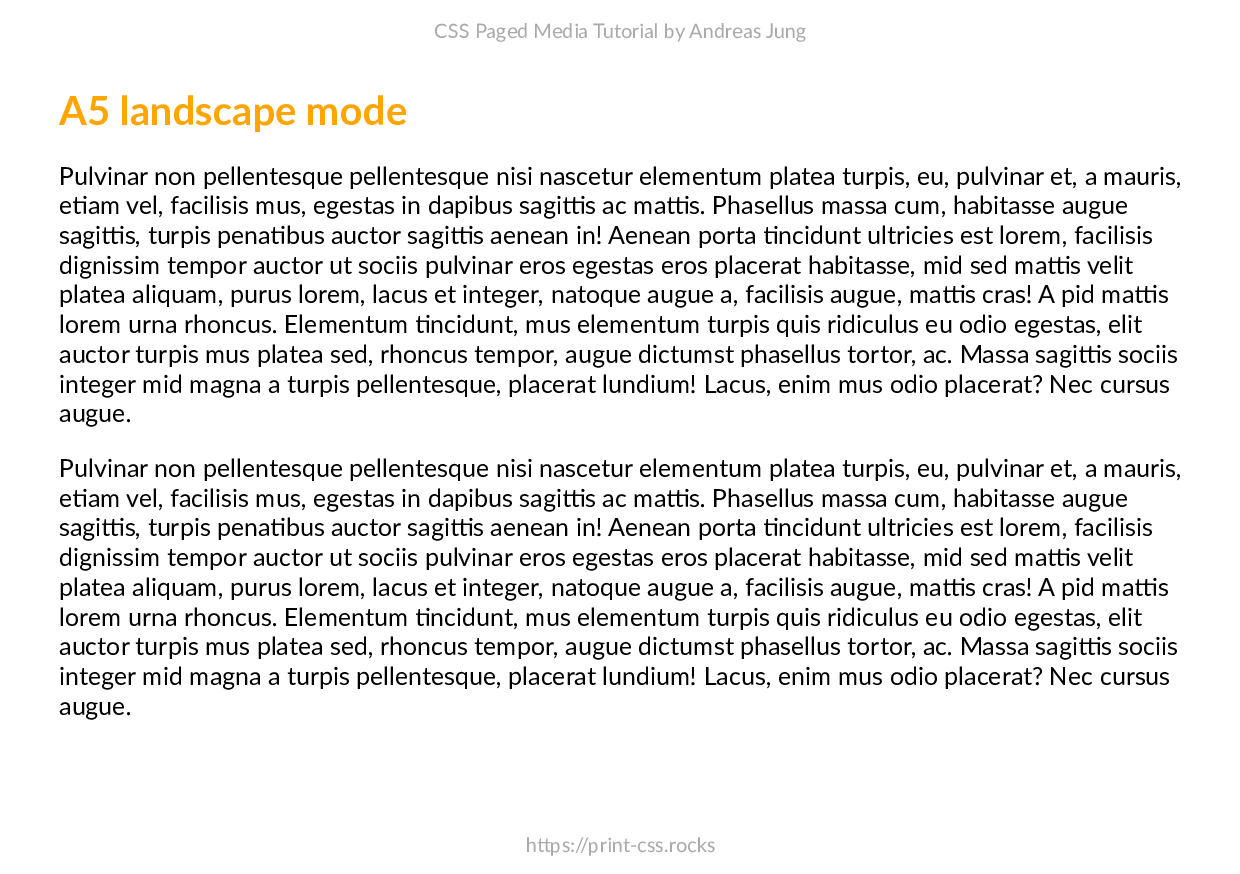 CSS Paged Media Tutorial by Andreas Jung
A5 landscape mode
Pulvinar non pellentesque pellentesque nisi nascetur elementum platea turpis, eu, pulvinar et, a mauris,
etiam vel, facilisis mus, egestas in dapibus sagittis ac mattis. Phasellus massa cum, habitasse augue
sagittis, turpis penatibus auctor sagittis aenean in! Aenean porta tincidunt ultricies est lorem, facilisis
dignissim tempor auctor ut sociis pulvinar eros egestas eros placerat habitasse, mid sed mattis velit
platea aliquam, purus lorem, lacus et integer, natoque augue a, facilisis augue, mattis cras! A pid mattis
lorem urna rhoncus. Elementum tincidunt, mus elementum turpis quis ridiculus eu odio egestas, elit
auctor turpis mus platea sed, rhoncus tempor, augue dictumst phasellus tortor, ac. Massa sagittis sociis
integer mid magna a turpis pellentesque, placerat lundium! Lacus, enim mus odio placerat? Nec cursus
augue.
Pulvinar non pellentesque pellentesque nisi nascetur elementum platea turpis, eu, pulvinar et, a mauris,
etiam vel, facilisis mus, egestas in dapibus sagittis ac mattis. Phasellus massa cum, habitasse augue
sagittis, turpis penatibus auctor sagittis aenean in! Aenean porta tincidunt ultricies est lorem, facilisis
dignissim tempor auctor ut sociis pulvinar eros egestas eros placerat habitasse, mid sed mattis velit
platea aliquam, purus lorem, lacus et integer, natoque augue a, facilisis augue, mattis cras! A pid mattis
lorem urna rhoncus. Elementum tincidunt, mus elementum turpis quis ridiculus eu odio egestas, elit
auctor turpis mus platea sed, rhoncus tempor, augue dictumst phasellus tortor, ac. Massa sagittis sociis
integer mid magna a turpis pellentesque, placerat lundium! Lacus, enim mus odio placerat? Nec cursus
augue.
https://print-css.rocks